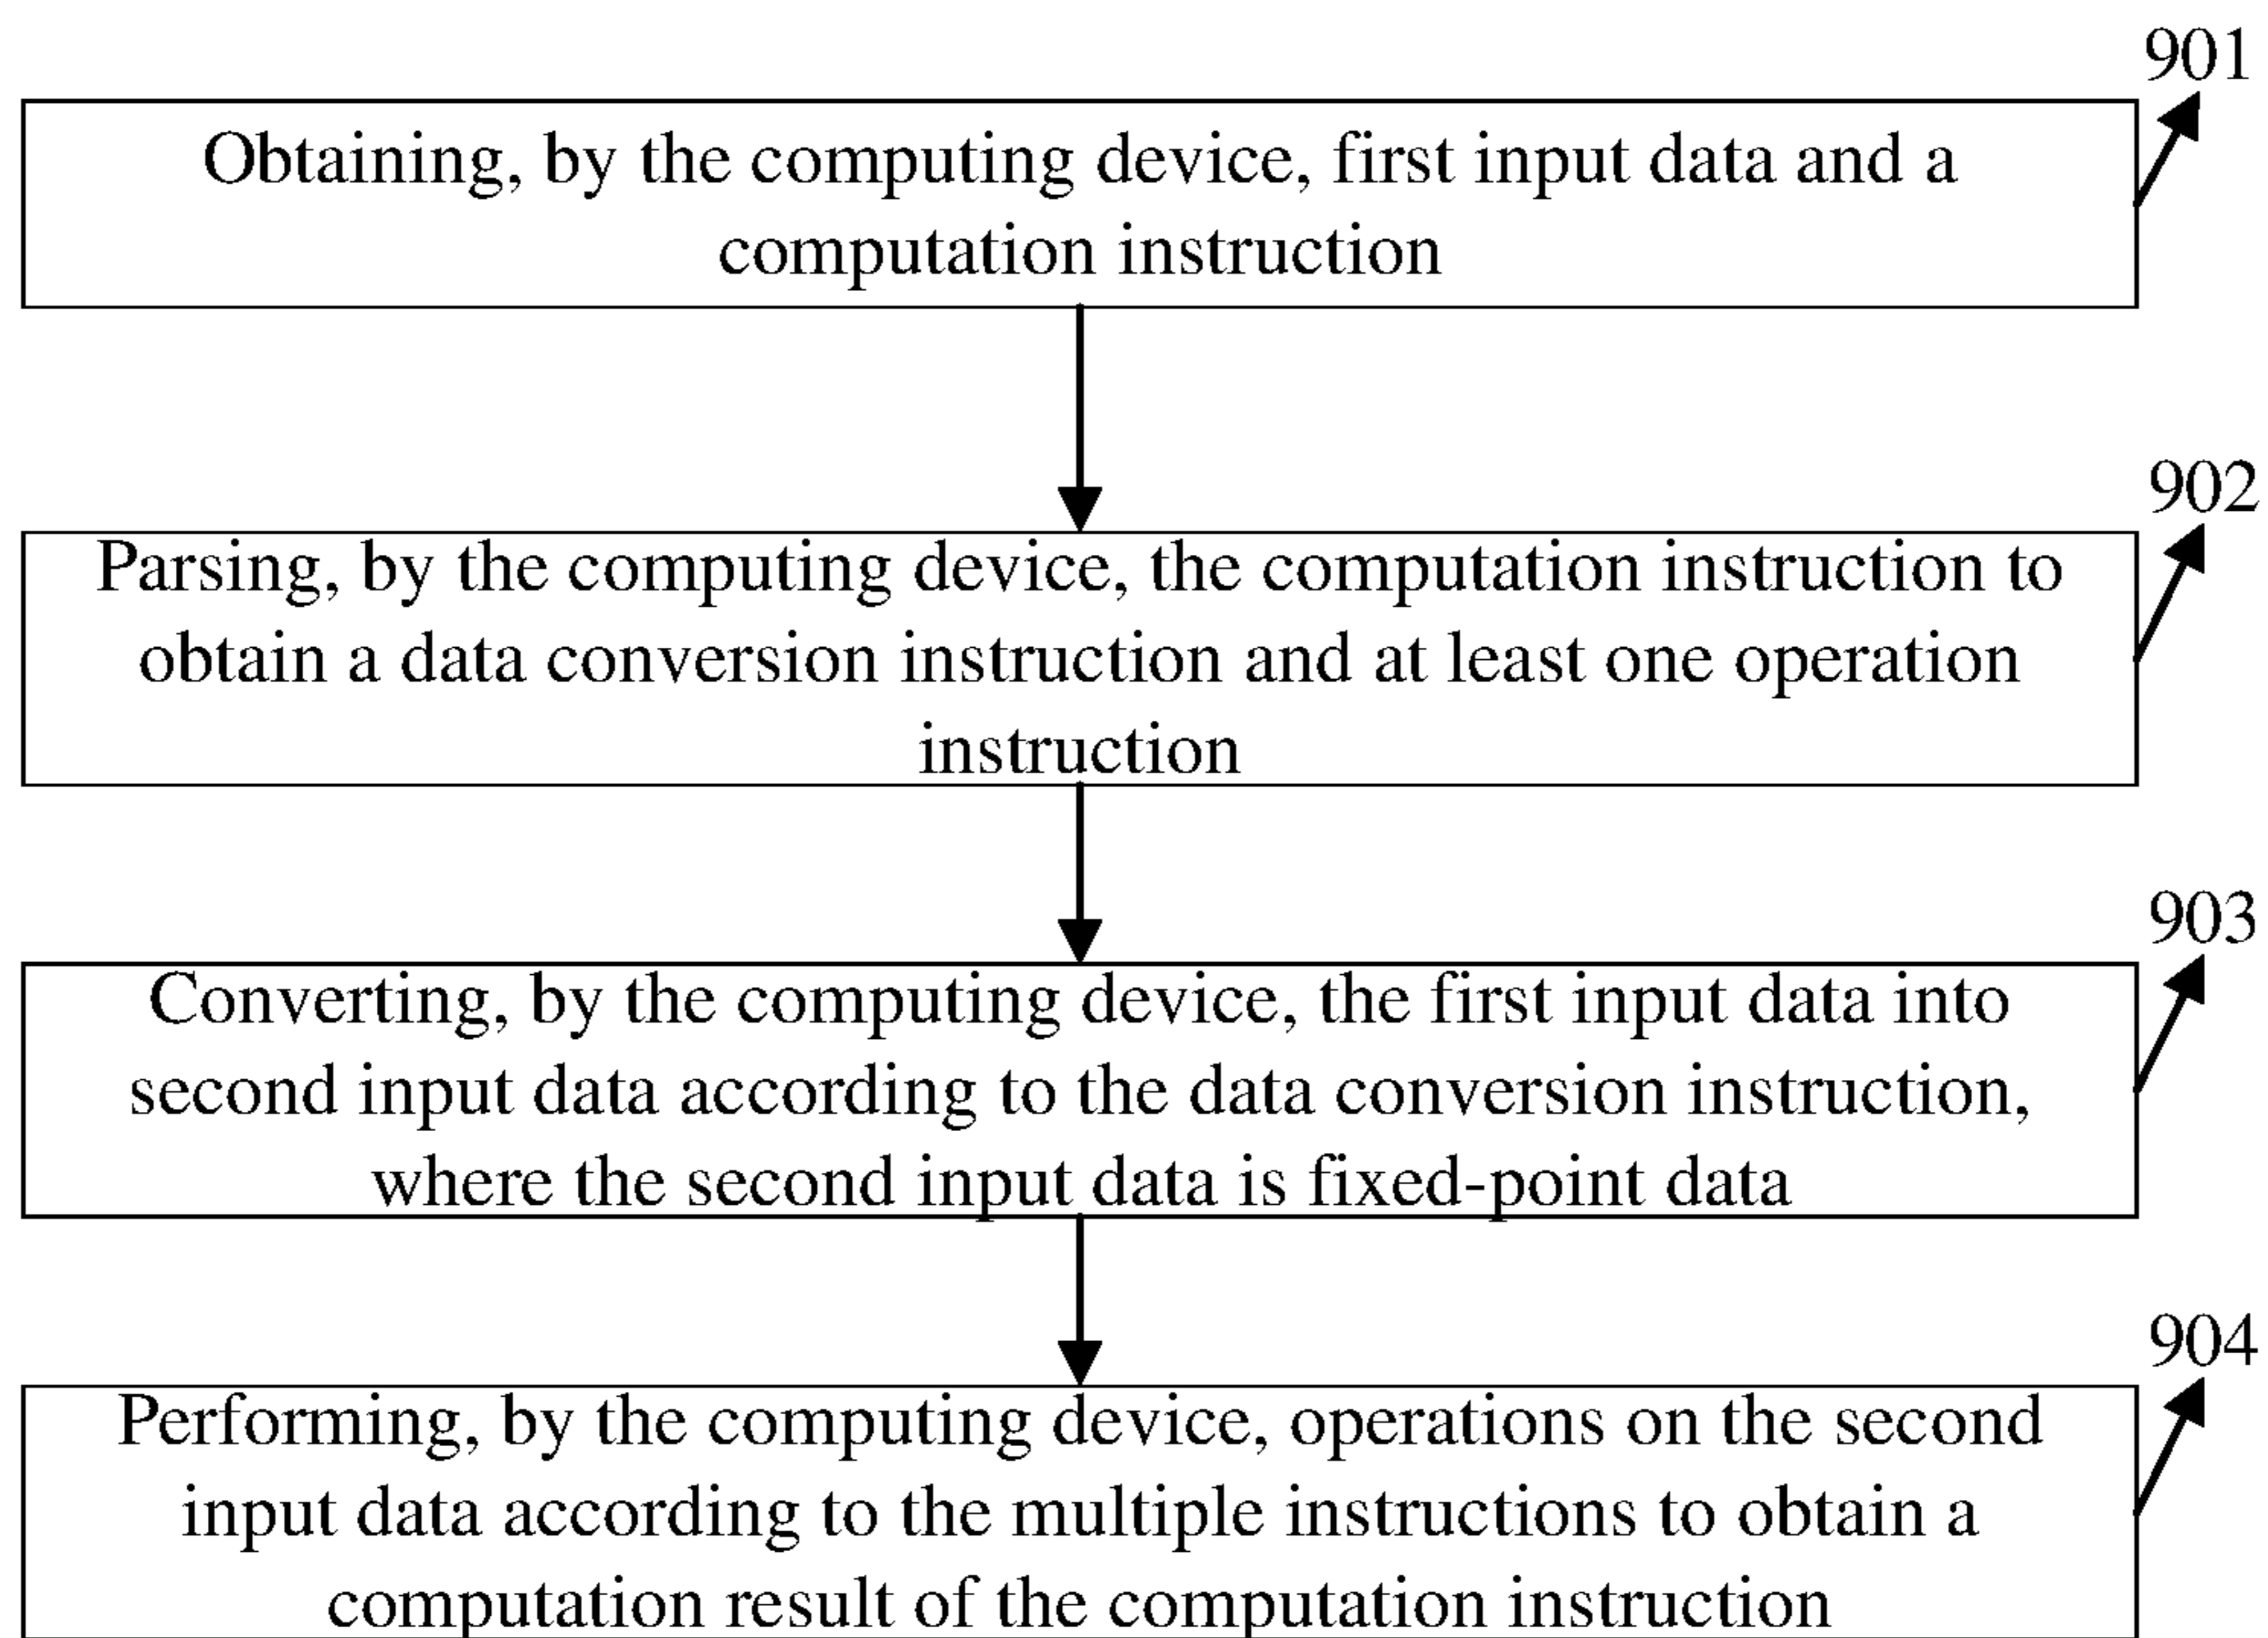 901
Obtaining, by the computing device, first input data and a
computation instruction
902
Parsing, by the computing device, the computation instruction to
obtain a data conversion instruction and at least one operation
instruction
903
Converting, by the computing device, the first input data into
second input data according to the data conversion instruction,
where the second input data is fixed-point data
904
Performing, by the computing device, operations on the second
input data according to the multiple instructions to obtain a
computation result of the computation instruction